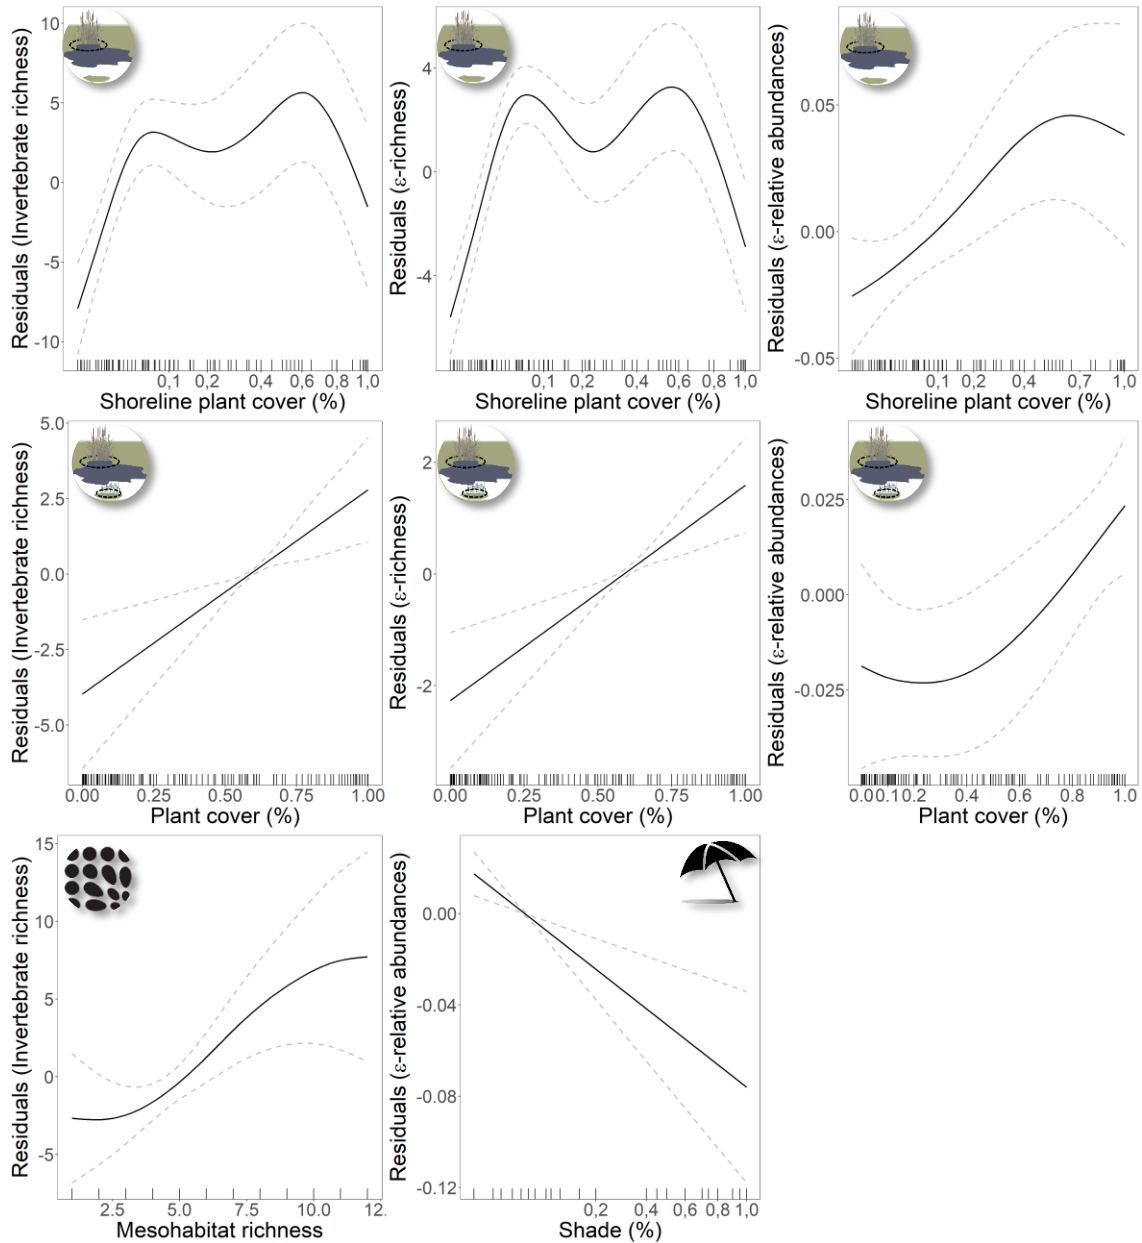 Residuals (Invertebrate richness)
10
5
0
-5
-10
0,1 0,2 0,4 0,6 0,8 1,0
Shoreline plant cover (%)
Residuals (ε-richness)
4
0
-4
0,1 0,2 0,4 0,6 0,8 1,0
Shoreline plant cover (%)
Residuals (ε-relative abundances)
0.05
0.00
-0.05
0,1 0,2 0,4 0,7 1,0
Shoreline plant cover (%)
Residuals (Invertebrate richness)
5.0
2.5
0.0
-2.5
-5.0
0.00 0.25 0.50 0.75 1.00
Plant cover (%)
Residuals (ε-richness)
2
0
-2
0.00 0.25 0.50 0.75 1.00
Plant cover (%)
Residuals (ε-relative abundances)
0.025
0.000
-0.025
0.0 0.1 0.2 0.4 0.6 0.8 1.0
Plant cover (%)
Residuals (Invertebrate richness)
15
10
5
0
-5
2.5 5.0 7.5 10.0 12.
Mesohabitat richness
Residuals (ε-relative abundances)
0.00
-0.04
-0.08
-0.12
0,2 0,4 0,6 0,8 1,0
Shade (%)